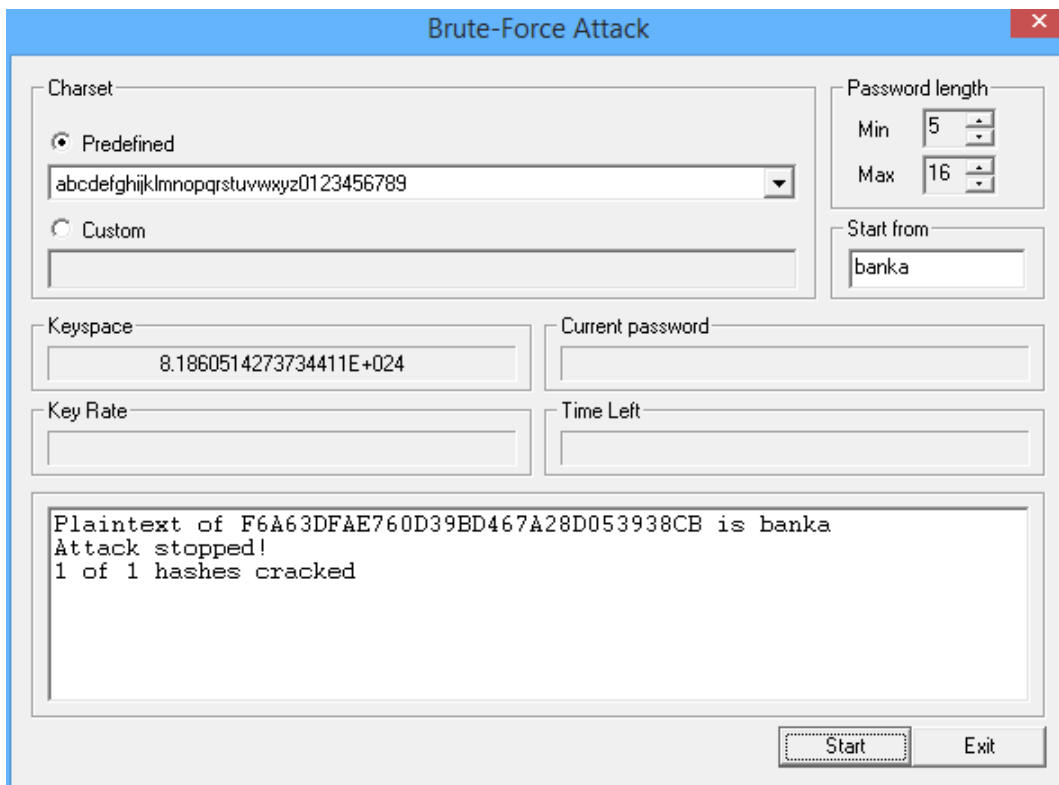 Brute-Force Attack
Charset
Predefined
abcdefghijklmnopqrstuvwxyz0123456789
Custom
Password length
Min 5
Max 16
Start from
banka
Keyspace
8.1860514273734411E+024
Current password
Key Rate
Time Left
Plaintext of F6A63DFAE760D39BD467A28D053938CB is banka
Attack stopped!
1 of 1 hashes cracked
Start
Exit